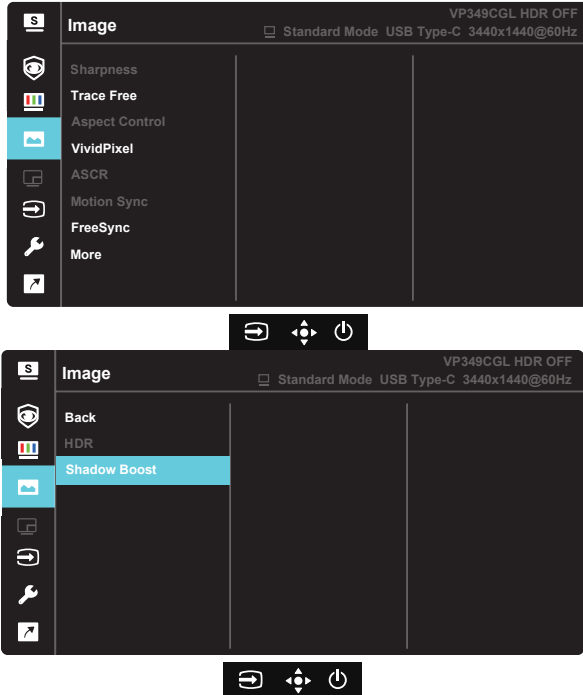 S
Image
VP349CGL HDR OFF
Standard Mode USB Type-C 3440x1440@60Hz
Sharpness
Trace Free
Aspect Control
VividPixel
ASCR
Motion Sync
FreeSync
More
S
Image
VP349CGL HDR OFF
Standard Mode USB Type-C 3440x1440@60Hz
Back
HDR
Shadow Boost